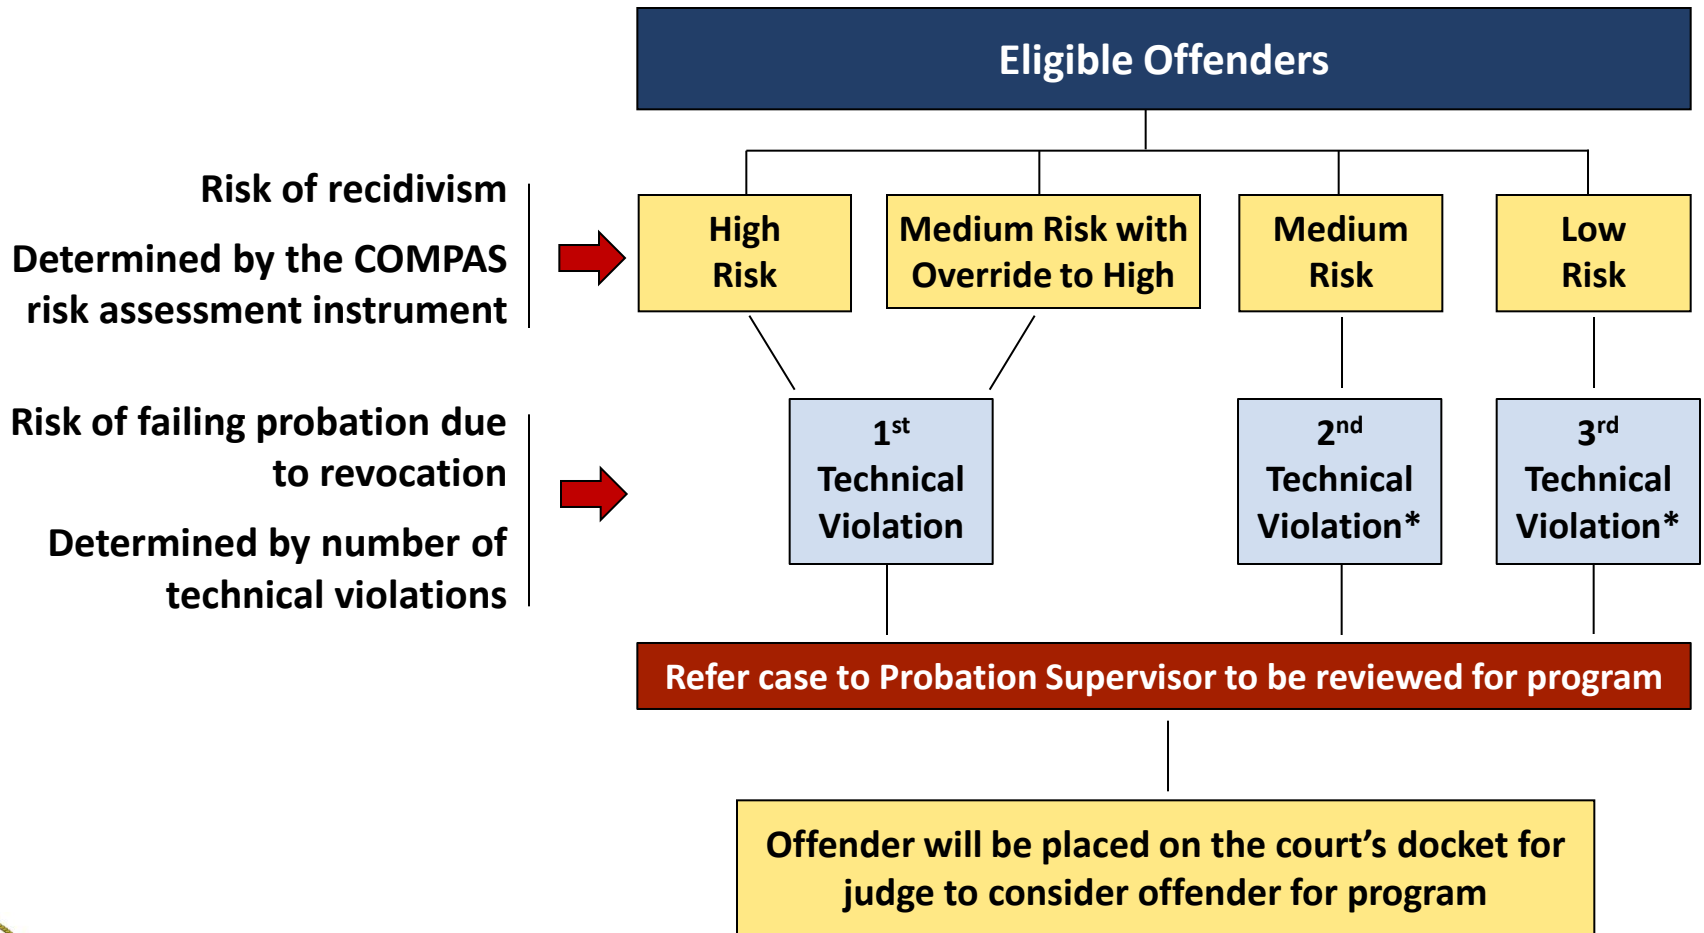 Eligible Offenders
Risk of recidivism
Determined by the COMPAS
risk assessment instrument
High
Risk
Medium Risk with
Override to High
Medium
Risk
Low
Risk
Risk of failing probation due
to revocation
Determined by number of
technical violations
1st
Technical
Violation
2nd
Technical
Violation*
3rd
Technical
Violation*
Refer case to Probation Supervisor to be reviewed for program
Offender will be placed on the court’s docket for
judge to consider offender for program